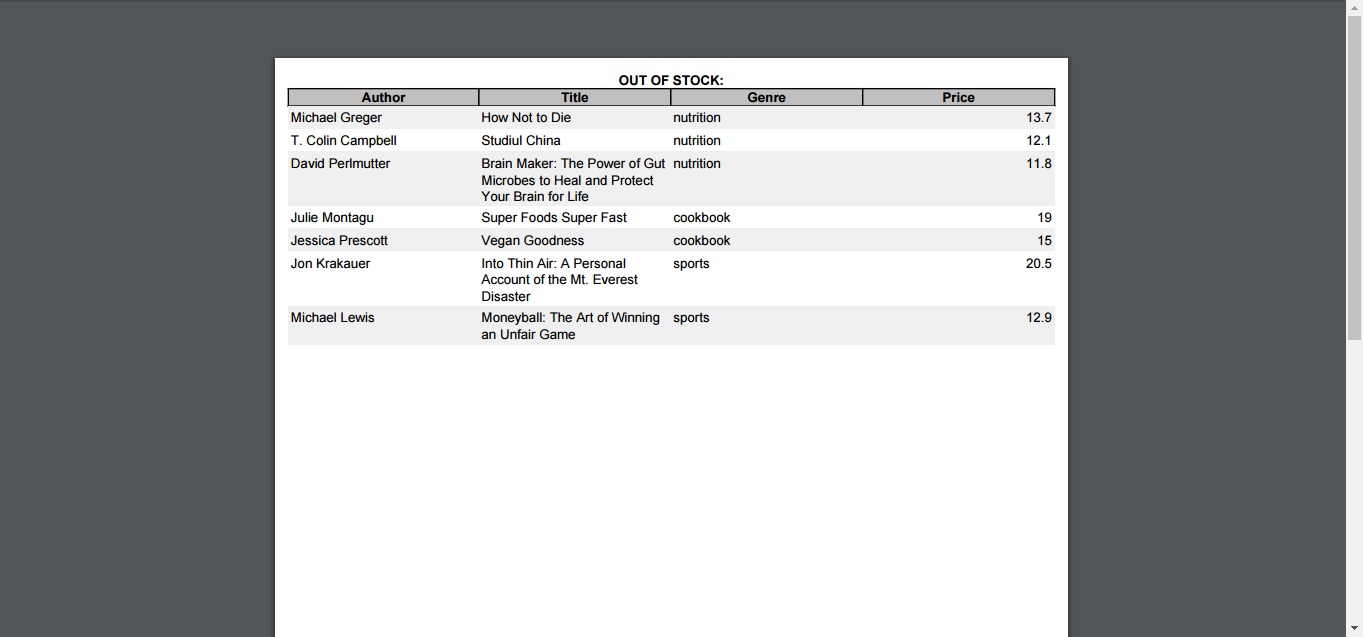 OUT OF STOCK:
Author Title Genre Price
Michael Greger How Not to Die nutrition 13.7
T. Colin Campbell Studiul China nutrition 12.1
David Perlmutter Brain Maker: The Power of Gut nutrition 11.8
Microbes to Heal and Protect
Your Brain for Life
Julie Montagu Super Foods Super Fast cookbook 19
Jessica Prescott Vegan Goodness cookbook 15
Jon Krakauer Into Thin Air: A Personal sports 20.5
Account of the Mt. Everest
Disaster
Michael Lewis Moneyball: The Art of Winning sports 12.9
an Unfair Game